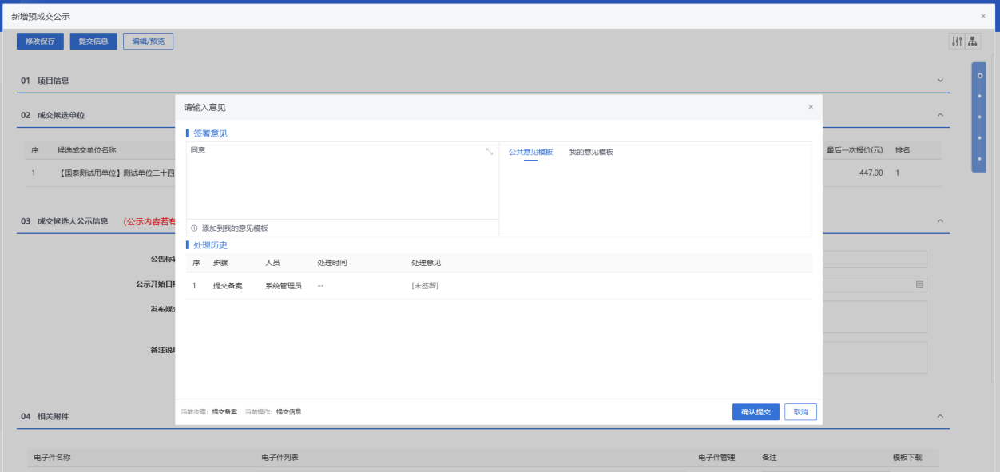 新增预成交公示
×
修改保存
提交信息
编辑/预览
01 项目信息
02 成交候选单位
序 候选成交单位名称 最后一次报价(元) 排名
1 【国泰测试用单位】测试单位二十四 447.00 1
03 成交候选人公示信息 (公示内容若有
公告标题
公示开始日期
发布媒介
备注说明
04 相关附件
电子件名称 电子件列表 电子件管理 备注 模板下载
请输入意见
×
签署意见
同意
公共意见模板 我的意见模板
添加到我的意见模板
处理历史
序 步骤 人员 处理时间 处理意见
1 提交备案 系统管理员 -- [未签署]
当前步骤: 提交备案 当前操作: 提交信息
确认提交
取消